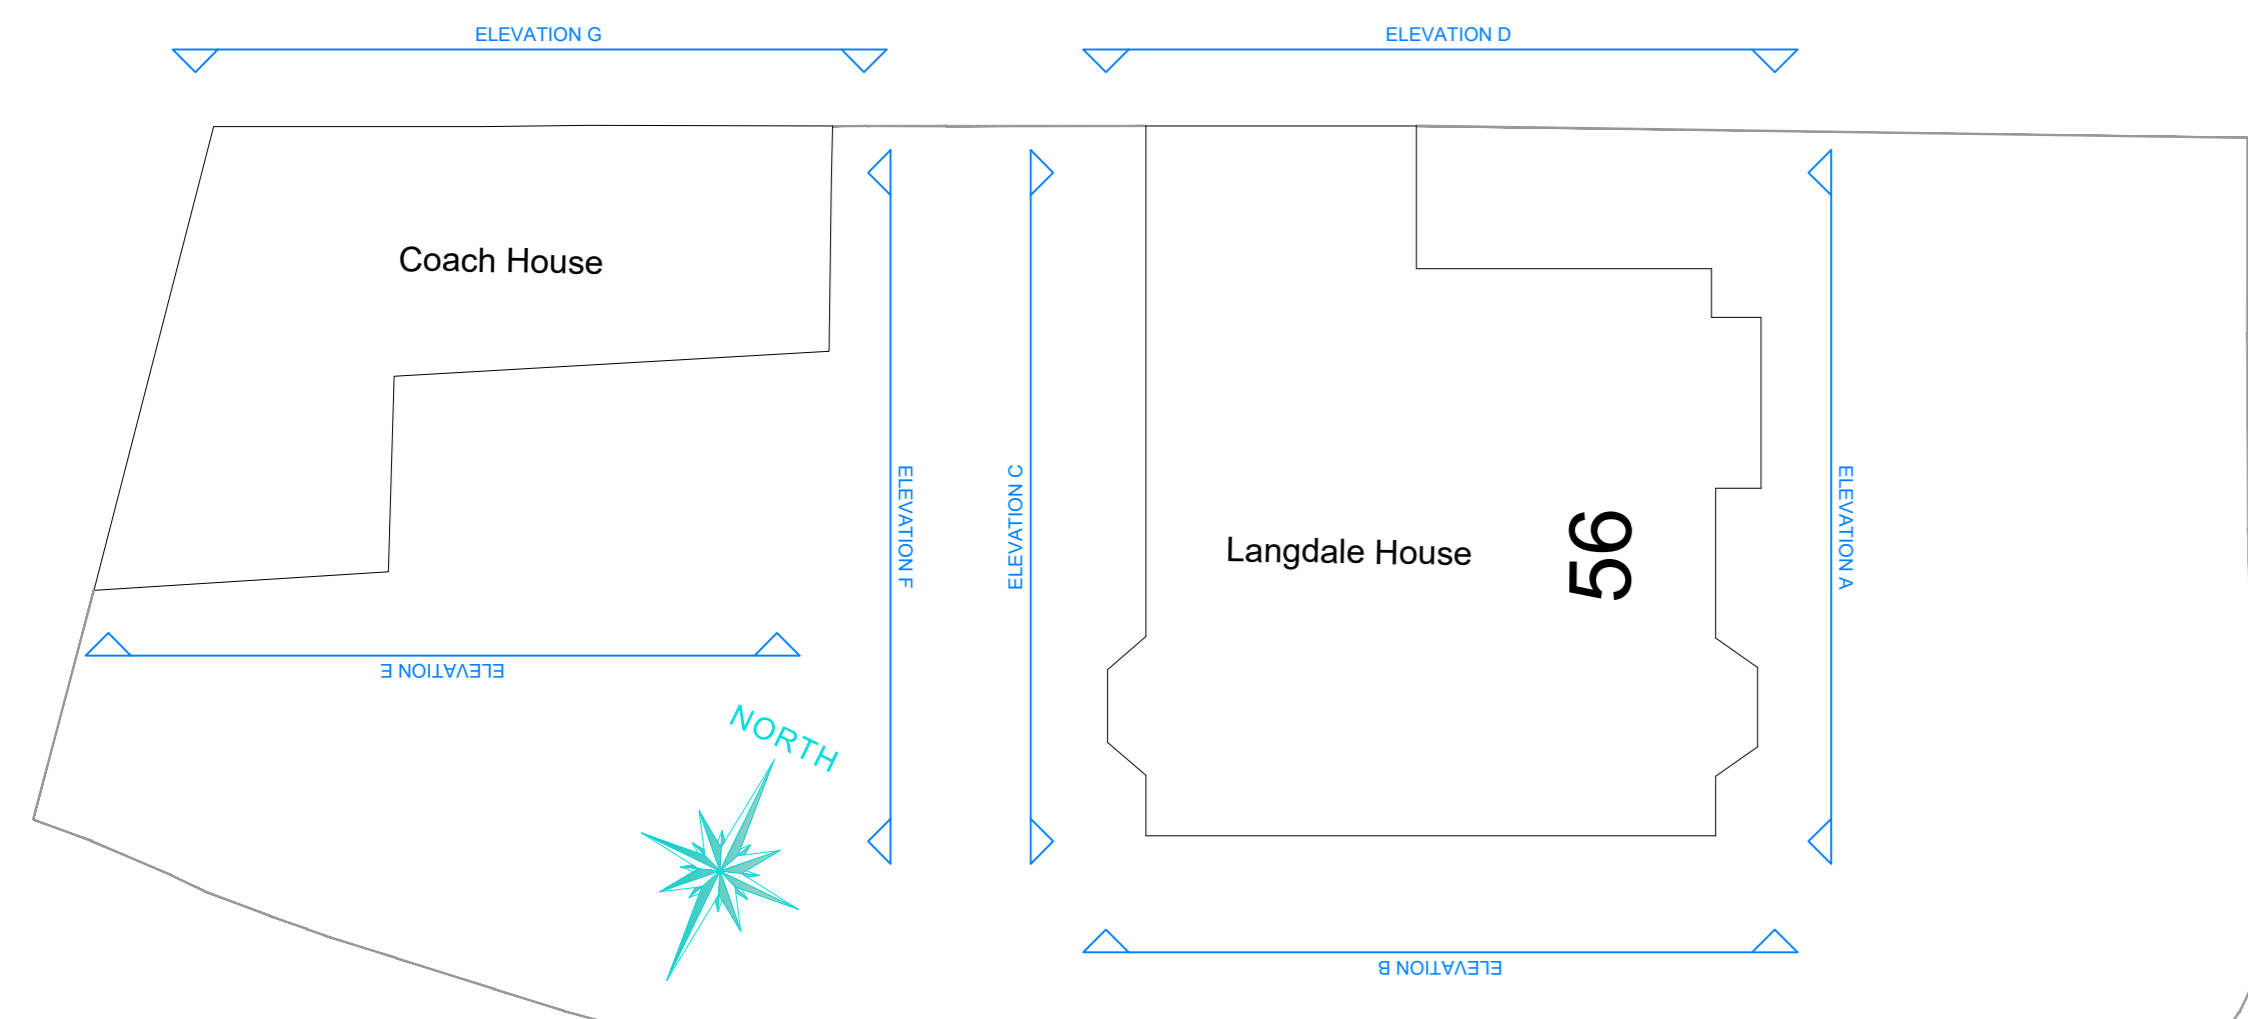 ELEVATION G
ELEVATION D
Coach House
ELEVATION F
ELEVATION C
ELEVATION A
Langdale House
56
ELEVATION E
NORTH
ELEVATION B